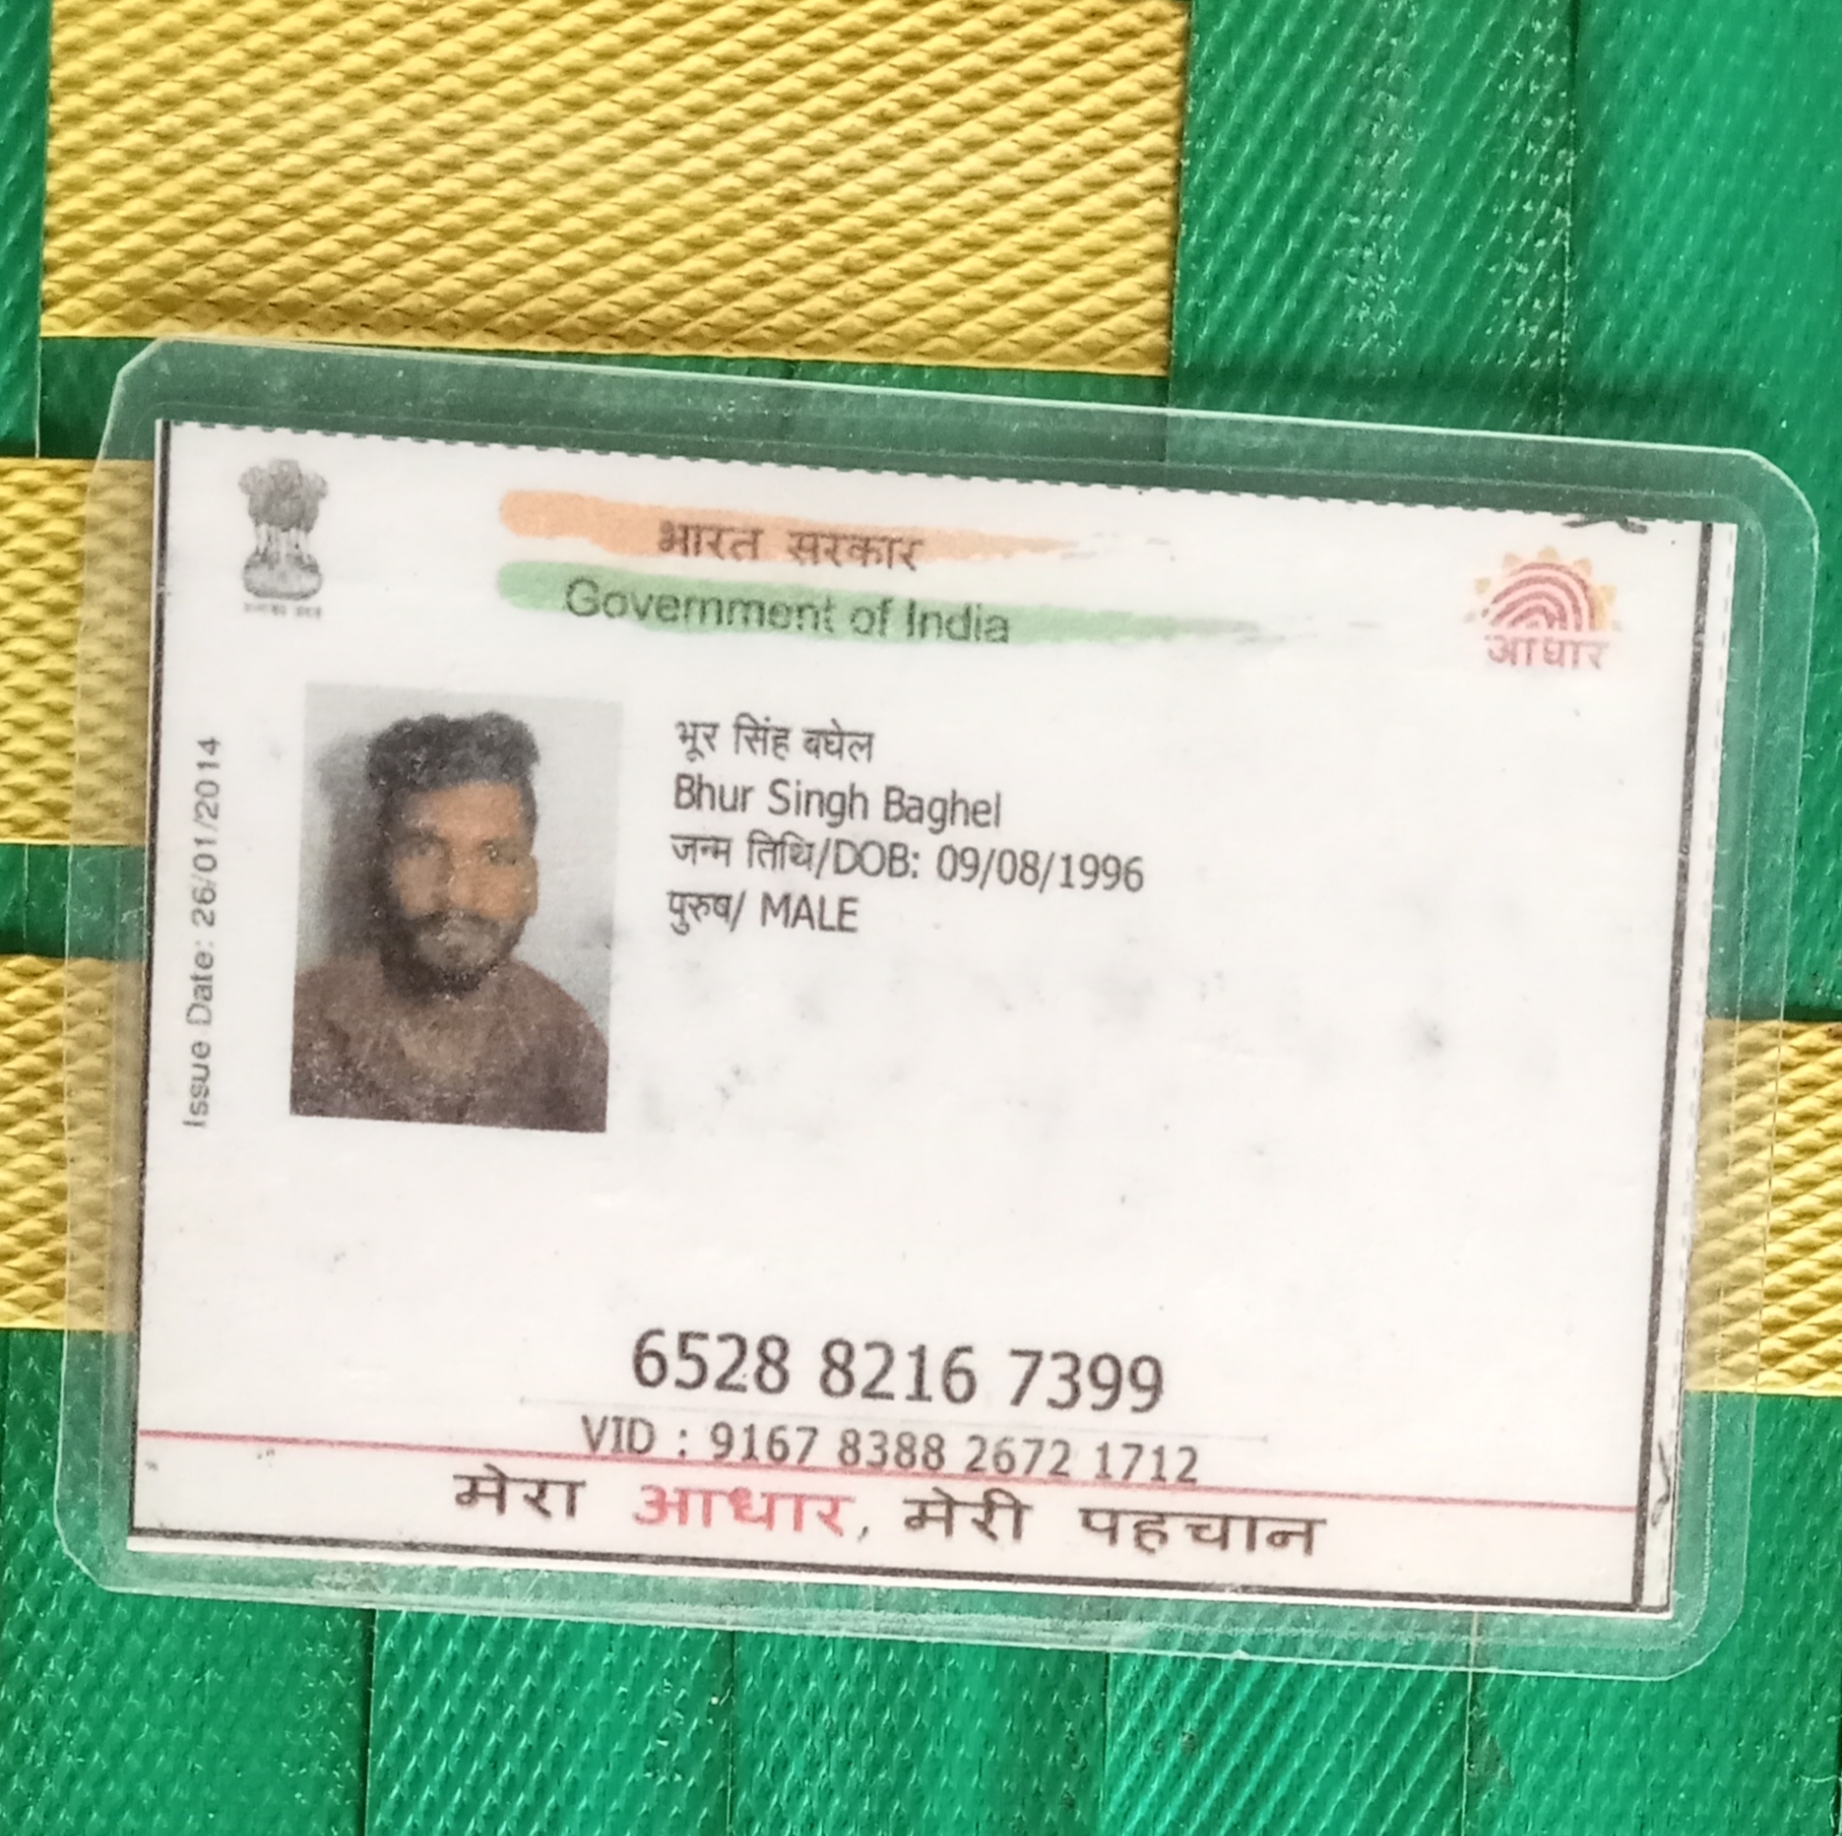 भारत सरकार
Government of India
आधार
Issue Date: 26/01/2014
भूर सिंह बघेल
Bhur Singh Baghel
जन्म तिथि/DOB: 09/08/1996
पुरुष/ MALE
6528 8216 7399
VID : 9167 8388 2672 1712
मेरा आधार, मेरी पहचान